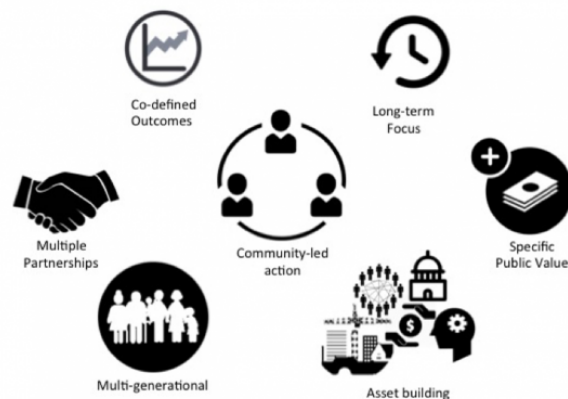 Co-defined
Outcomes
Long-term
Focus
Multiple
Partnerships
Community-led
action
Specific
Public Value
Multi-generational
Asset building